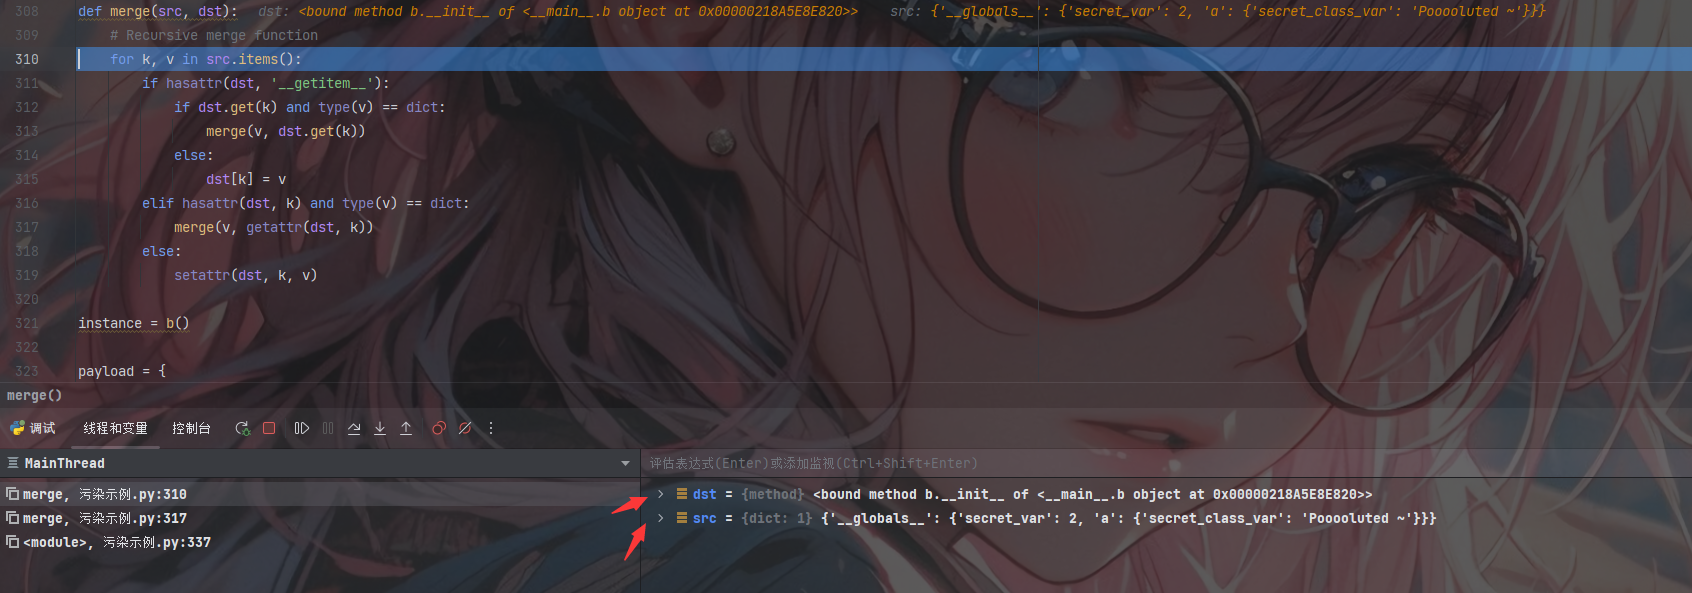 308 def merge(src, dst): dst: <bound method b.__init__ of <__main__.b object at 0x00000218A5E8E820>> src: {'__globals__': {'secret_var': 2, 'a': {'secret_class_var': 'Pooooluted ~'}}}
309 # Recursive merge function
310 for k, v in src.items():
311 if hasattr(dst, '__getitem__'):
312 if dst.get(k) and type(v) == dict:
313 merge(v, dst.get(k))
314 else:
315 dst[k] = v
316 elif hasattr(dst, k) and type(v) == dict:
317 merge(v, getattr(dst, k))
318 else:
319 setattr(dst, k, v)
320
321 instance = b()
322
323 payload = {
merge()
调试 线程和变量 控制台
MainThread
评估表达式(Enter)或添加监视(Ctrl+Shift+Enter)
merge, 污染示例.py:310
dst = {method} <bound method b.__init__ of <__main__.b object at 0x00000218A5E8E820>>
merge, 污染示例.py:317
src = {dict: 1} {'__globals__': {'secret_var': 2, 'a': {'secret_class_var': 'Pooooluted ~'}}}
<module>, 污染示例.py:337